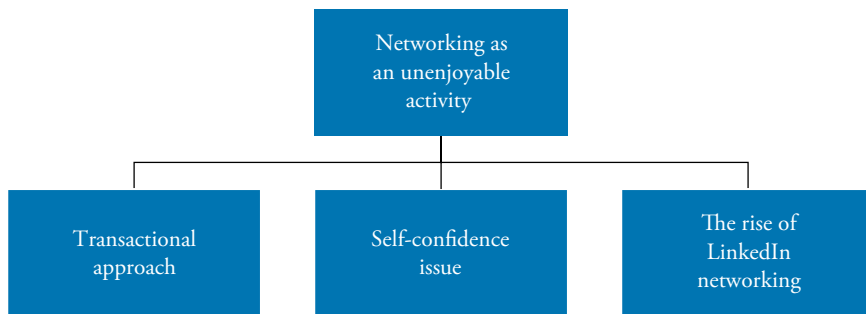 Networking as
an unenjoyable
activity
Transactional
approach
Self-confidence
issue
The rise of
LinkedIn
networking